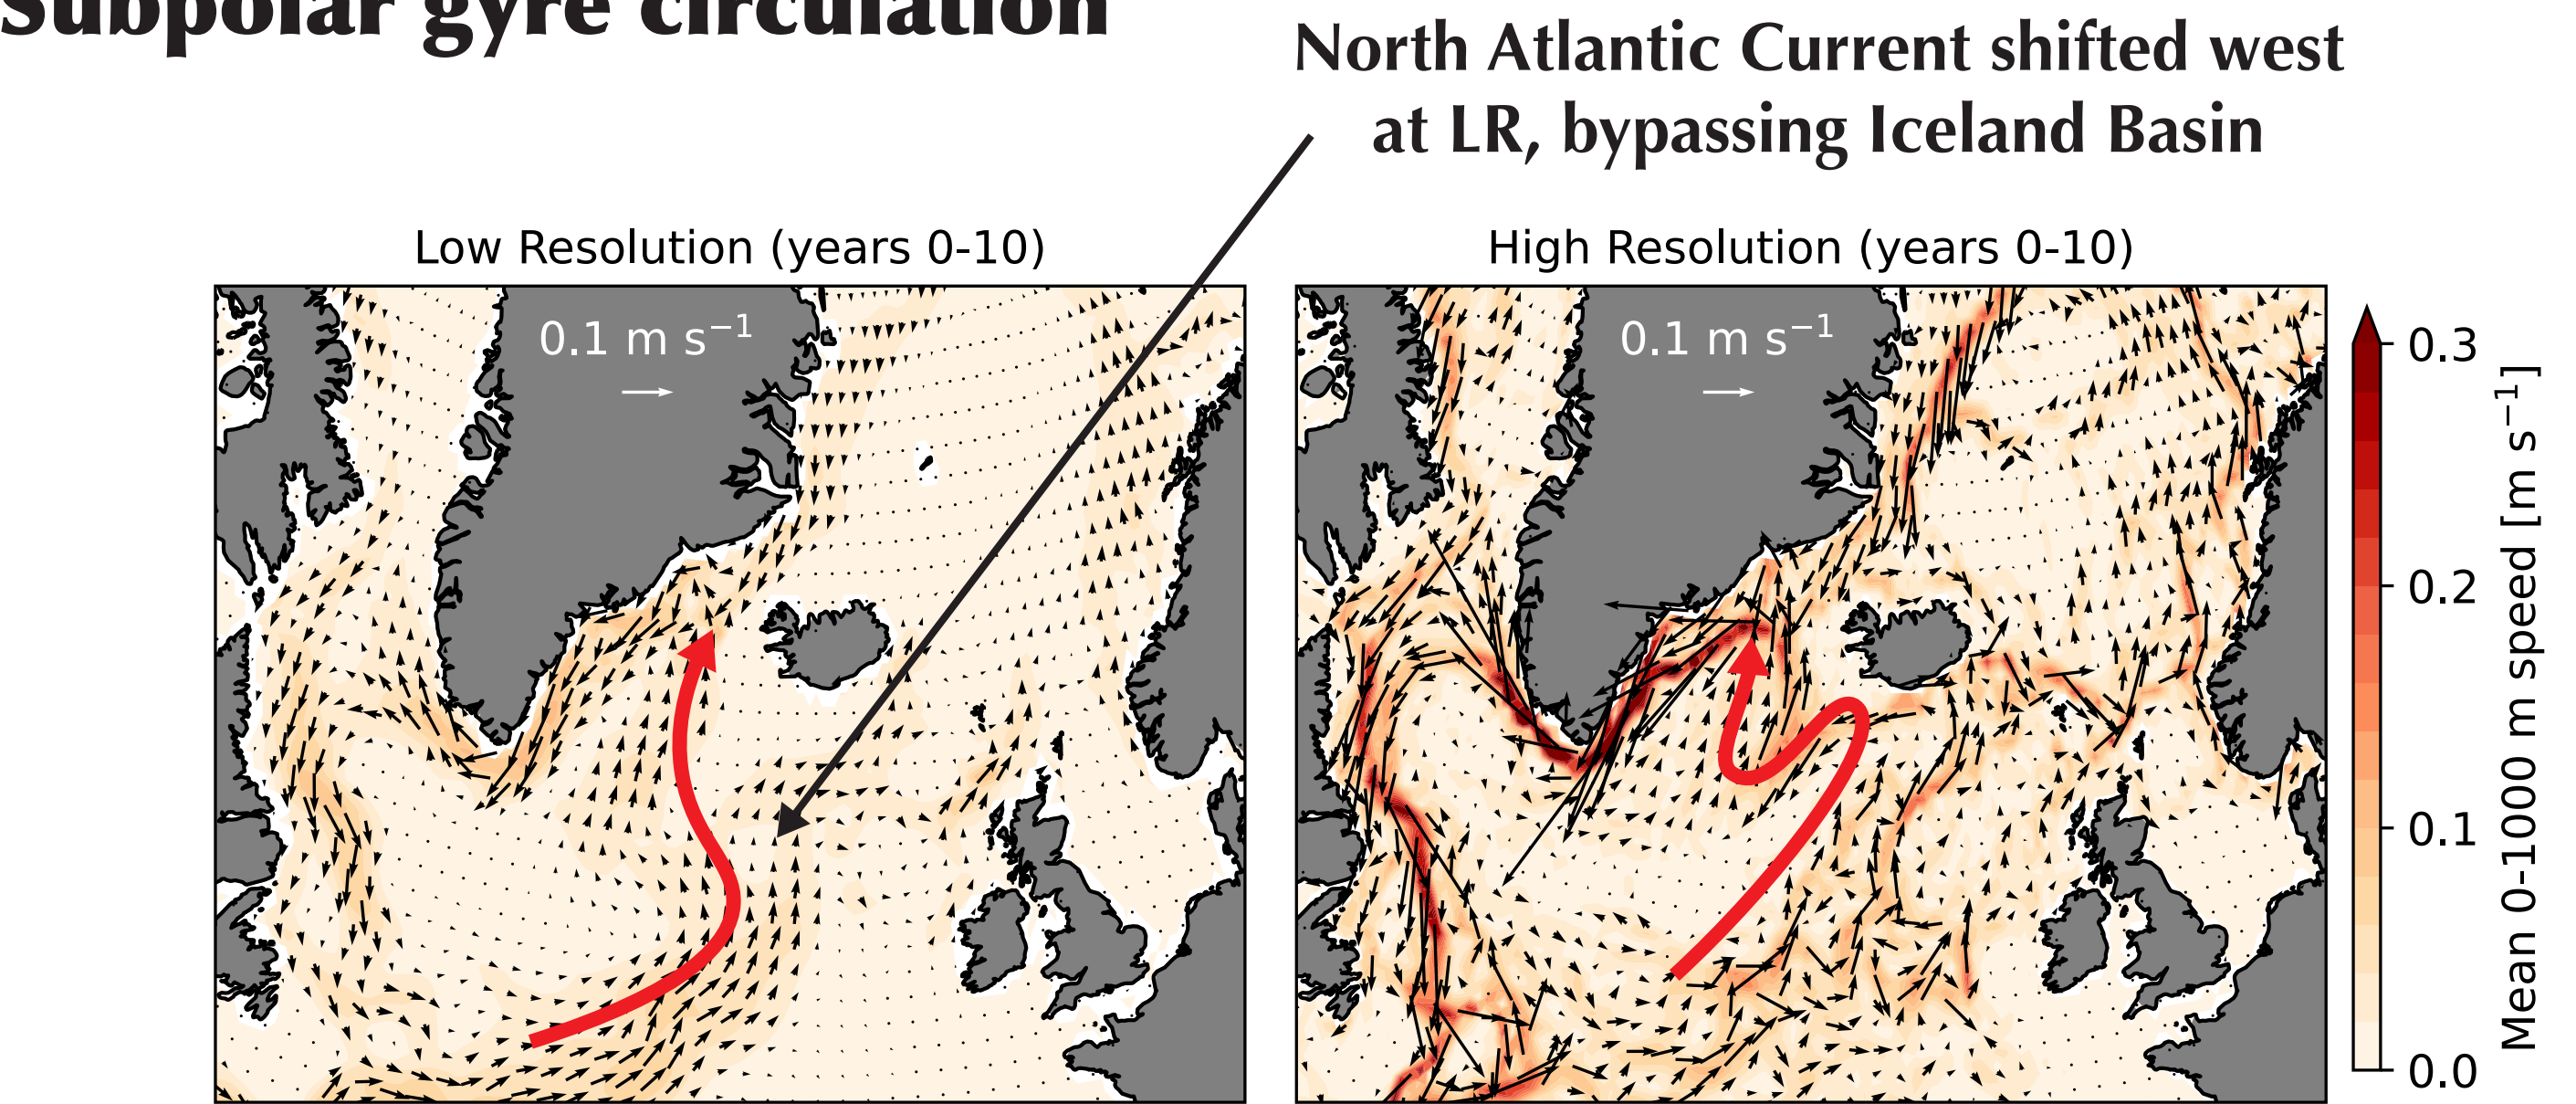 Subpolar gyre circulation
North Atlantic Current shifted west
at LR, bypassing Iceland Basin
Low Resolution (years 0-10)
High Resolution (years 0-10)
0.1 m s⁻¹
0.1 m s⁻¹
0.3
0.2
0.1
0.0
Mean 0-1000 m speed [m s⁻¹]